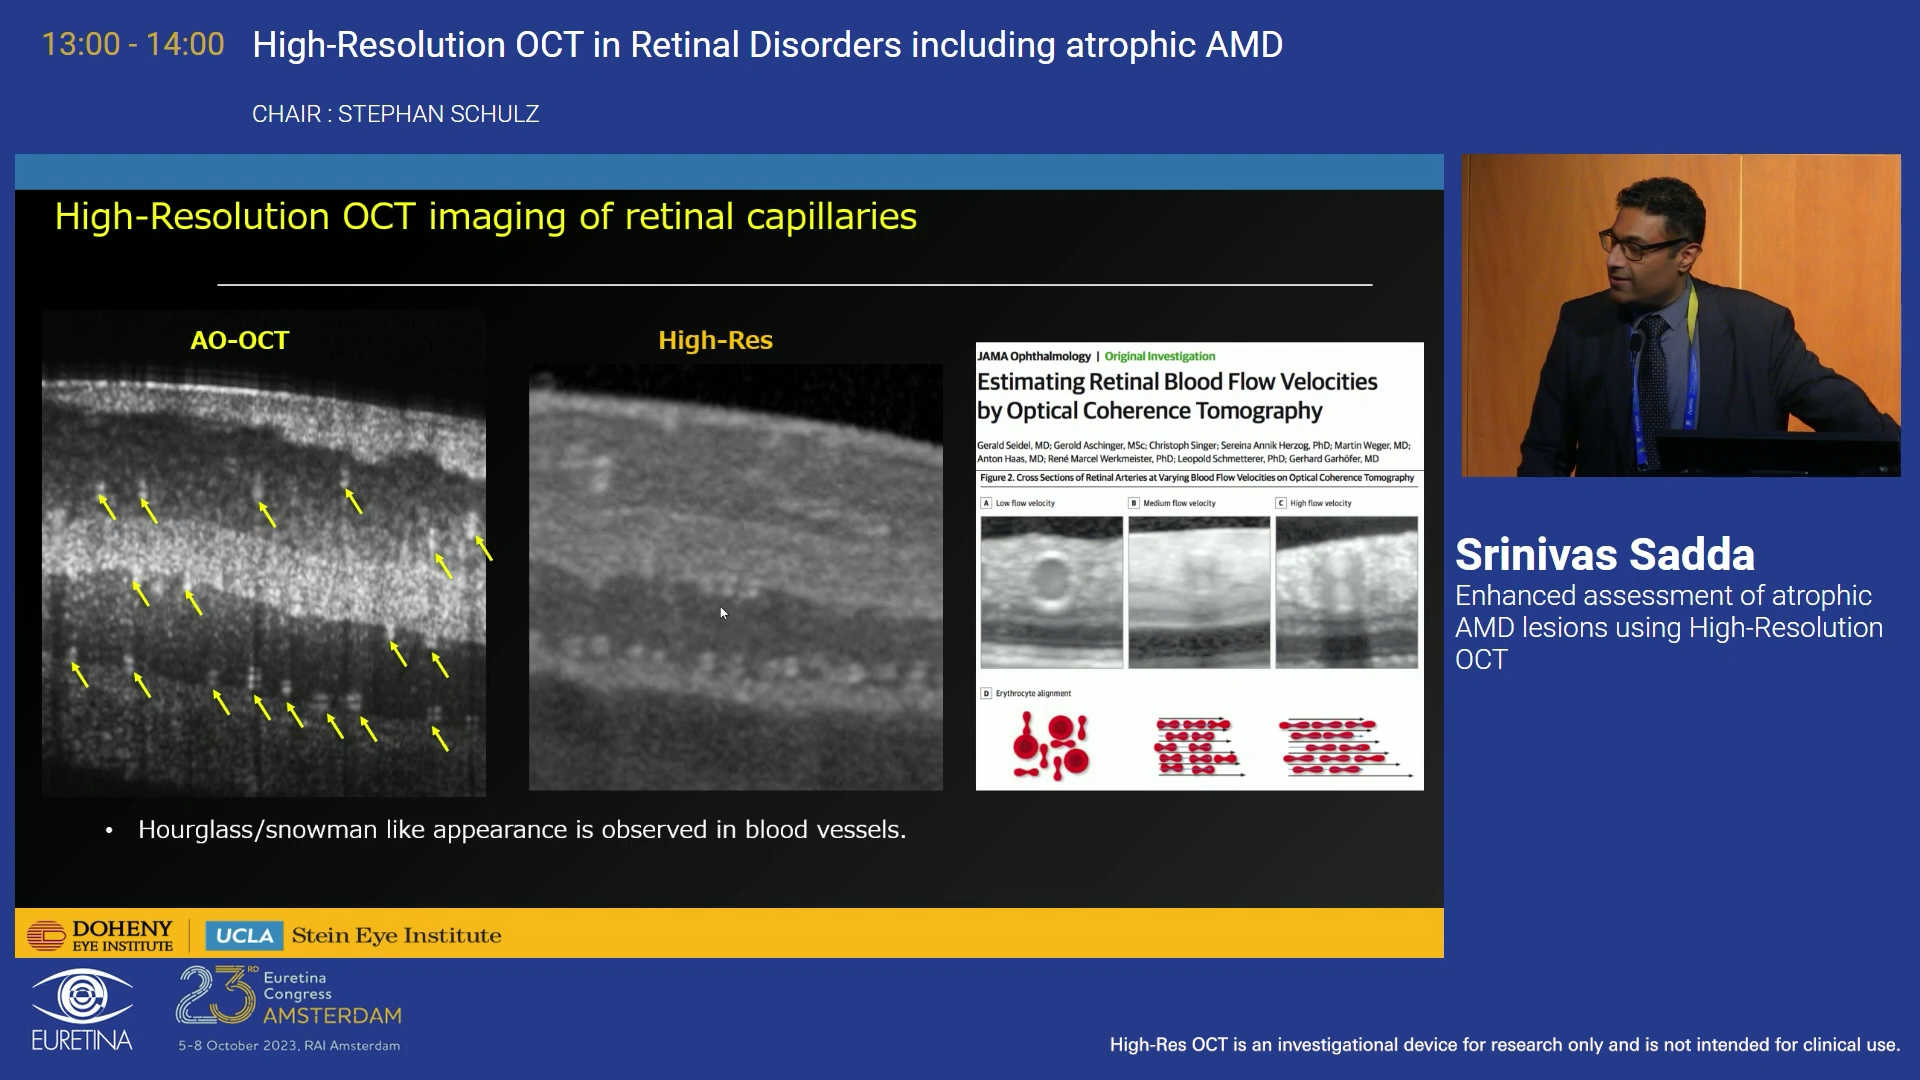 13:00 - 14:00 High-Resolution OCT in Retinal Disorders including atrophic AMD
CHAIR : STEPHAN SCHULZ
High-Resolution OCT imaging of retinal capillaries
AO-OCT
High-Res
JAMA Ophthalmology | Original Investigation
Estimating Retinal Blood Flow Velocities
by Optical Coherence Tomography
Gerald Seidel, MD; Gerold Aschinger, MSc; Christoph Singer; Sereina Annik Herzog, PhD; Martin Weger, MD;
Anton Haas, MD; René Marcel Werkmeister, PhD; Leopold Schmetterer, PhD; Gerhard Garhöfer, MD
Figure 2. Cross Sections of Retinal Arteries at Varying Blood Flow Velocities on Optical Coherence Tomography
A Low flow velocity
B Medium flow velocity
C High flow velocity
D Erythrocyte alignment
• Hourglass/snowman like appearance is observed in blood vessels.
Srinivas Sadda
Enhanced assessment of atrophic
AMD lesions using High-Resolution
OCT
DOHENY
EYE INSTITUTE
UCLA Stein Eye Institute
EURETINA
23RD
Euretina
Congress
AMSTERDAM
5-8 October 2023, RAI Amsterdam
High-Res OCT is an investigational device for research only and is not intended for clinical use.